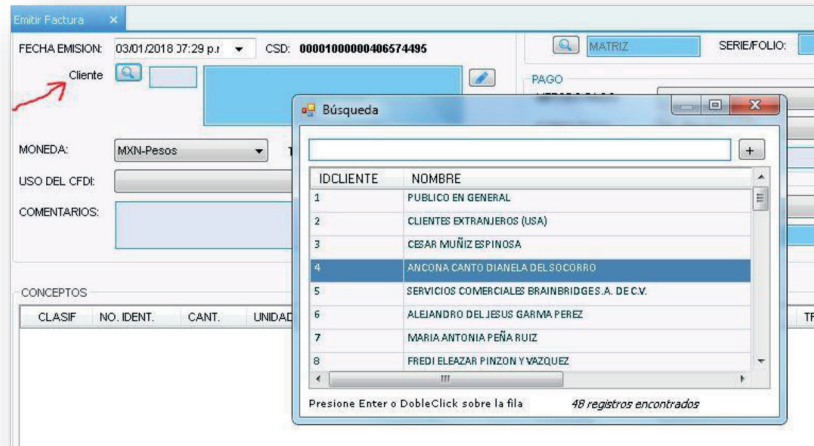 Emitir Factura
FECHA EMISION: 03/01/2018 07:29 p.r CSD: 00001000000406574495
MATRIZ SERIE/FOLIO:
Cliente
PAGO
Búsqueda
MONEDA: MXN-Pesos
+
USO DEL CFDI:
IDCLIENTE NOMBRE
1 PUBLICO EN GENERAL
COMENTARIOS:
2 CLIENTES EXTRANJEROS (USA)
3 CESAR MUÑIZ ESPINOSA
4 ANCONA CANTO DIANELA DEL SOCORRO
CONCEPTOS
5 SERVICIOS COMERCIALES BRAINBRIDGE S.A. DE C.V.
CLASIF NO. IDENT. CANT. UNIDAD
6 ALEJANDRO DEL JESUS GARMA PEREZ
7 MARIA ANTONIA PEÑA RUIZ
8 FREDI ELEAZAR PINZON Y VAZQUEZ
Presione Enter o DobleClick sobre la fila 48 registros encontrados